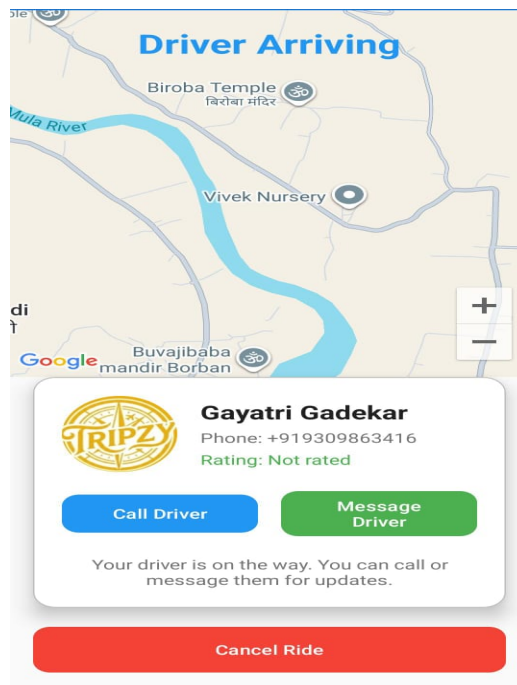 Driver Arriving
Biroba Temple
बिरोबा मंदिर
Mula River
Vivek Nursery
di
+
−
Buvajibaba
mandir Borban
Google
TRIPZY
Gayatri Gadekar
Phone: +919309863416
Rating: Not rated
Call Driver
Message
Driver
Your driver is on the way. You can call or
message them for updates.
Cancel Ride